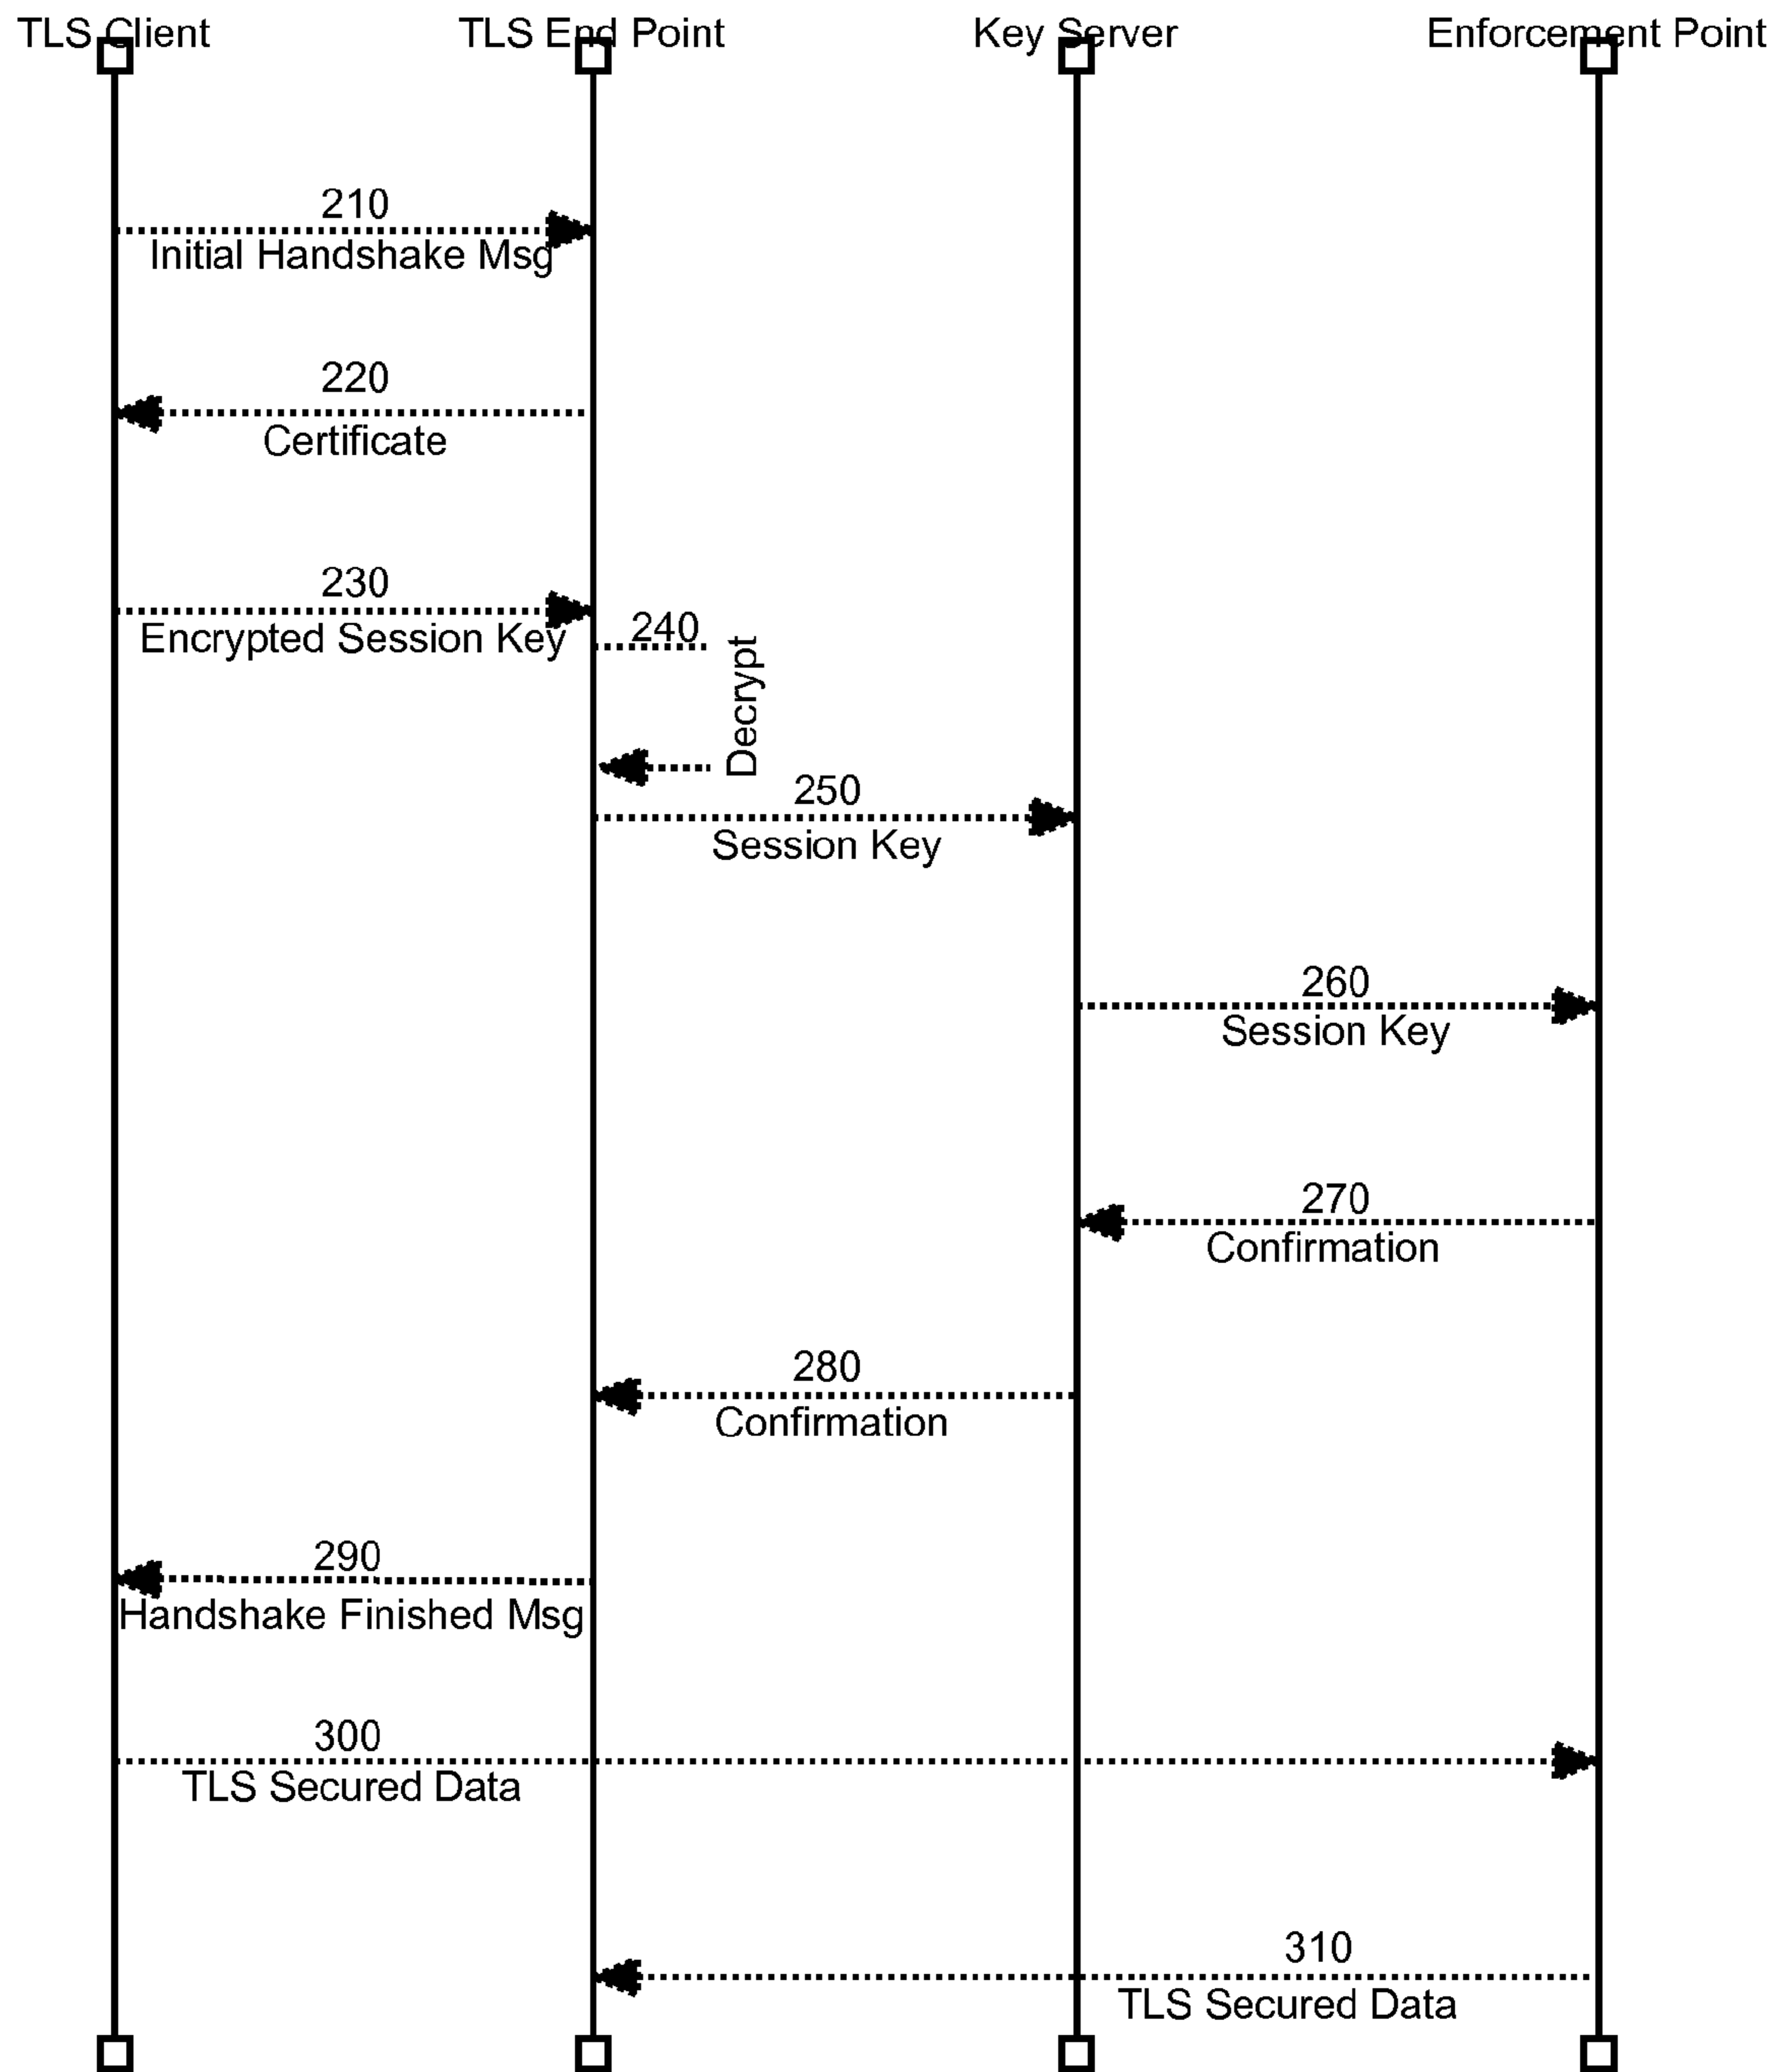 TLS Client
TLS End Point
Key Server
Enforcement Point
210
Initial Handshake Msg
220
Certificate
230
Encrypted Session Key
240
Decrypt
250
Session Key
260
Session Key
270
Confirmation
280
Confirmation
290
Handshake Finished Msg
300
TLS Secured Data
310
TLS Secured Data